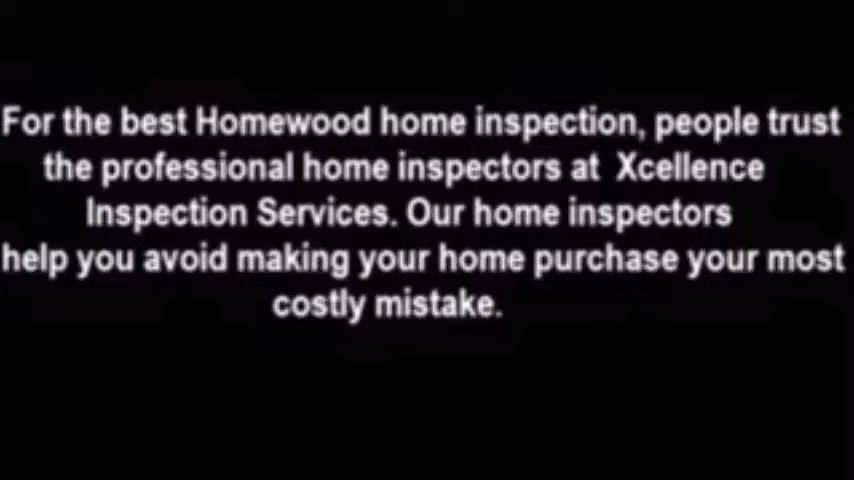 For the best Homewood home inspection, people trust
the professional home inspectors at Xcellence
Inspection Services. Our home inspectors
help you avoid making your home purchase your most
costly mistake.